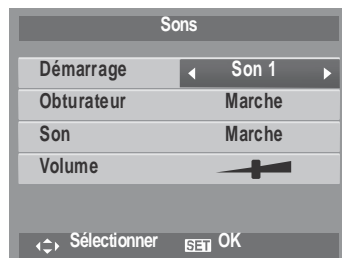 Sons
Démarrage Son 1
Obturateur Marche
Son Marche
Volume
Sélectionner SET OK